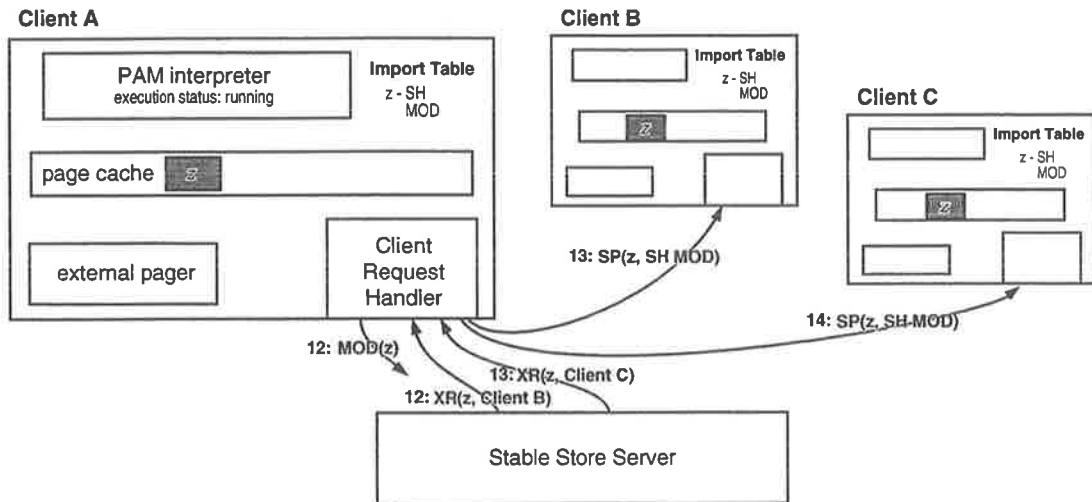 Client A
PAM interpreter
execution status: running
Import Table
z - SH
MOD
page cache
z
external pager
Client
Request
Handler
Client B
Import Table
z - SH
MOD
z
Client C
Import Table
z - SH
MOD
z
13: SP(z, SH MOD)
14: SP(z, SH-MOD)
12: MOD(z)
13: XR(z, Client C)
12: XR(z, Client B)
Stable Store Server